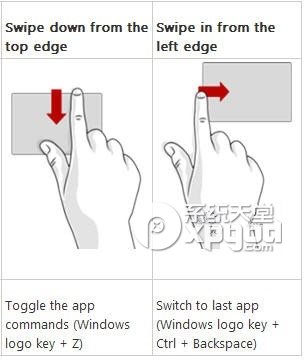 Swipe down from the
top edge
Swipe in from the
left edge
系统天堂
xpgod.com
Toggle the app
commands (Windows
logo key + Z)
Switch to last app
(Windows logo key +
Ctrl + Backspace)